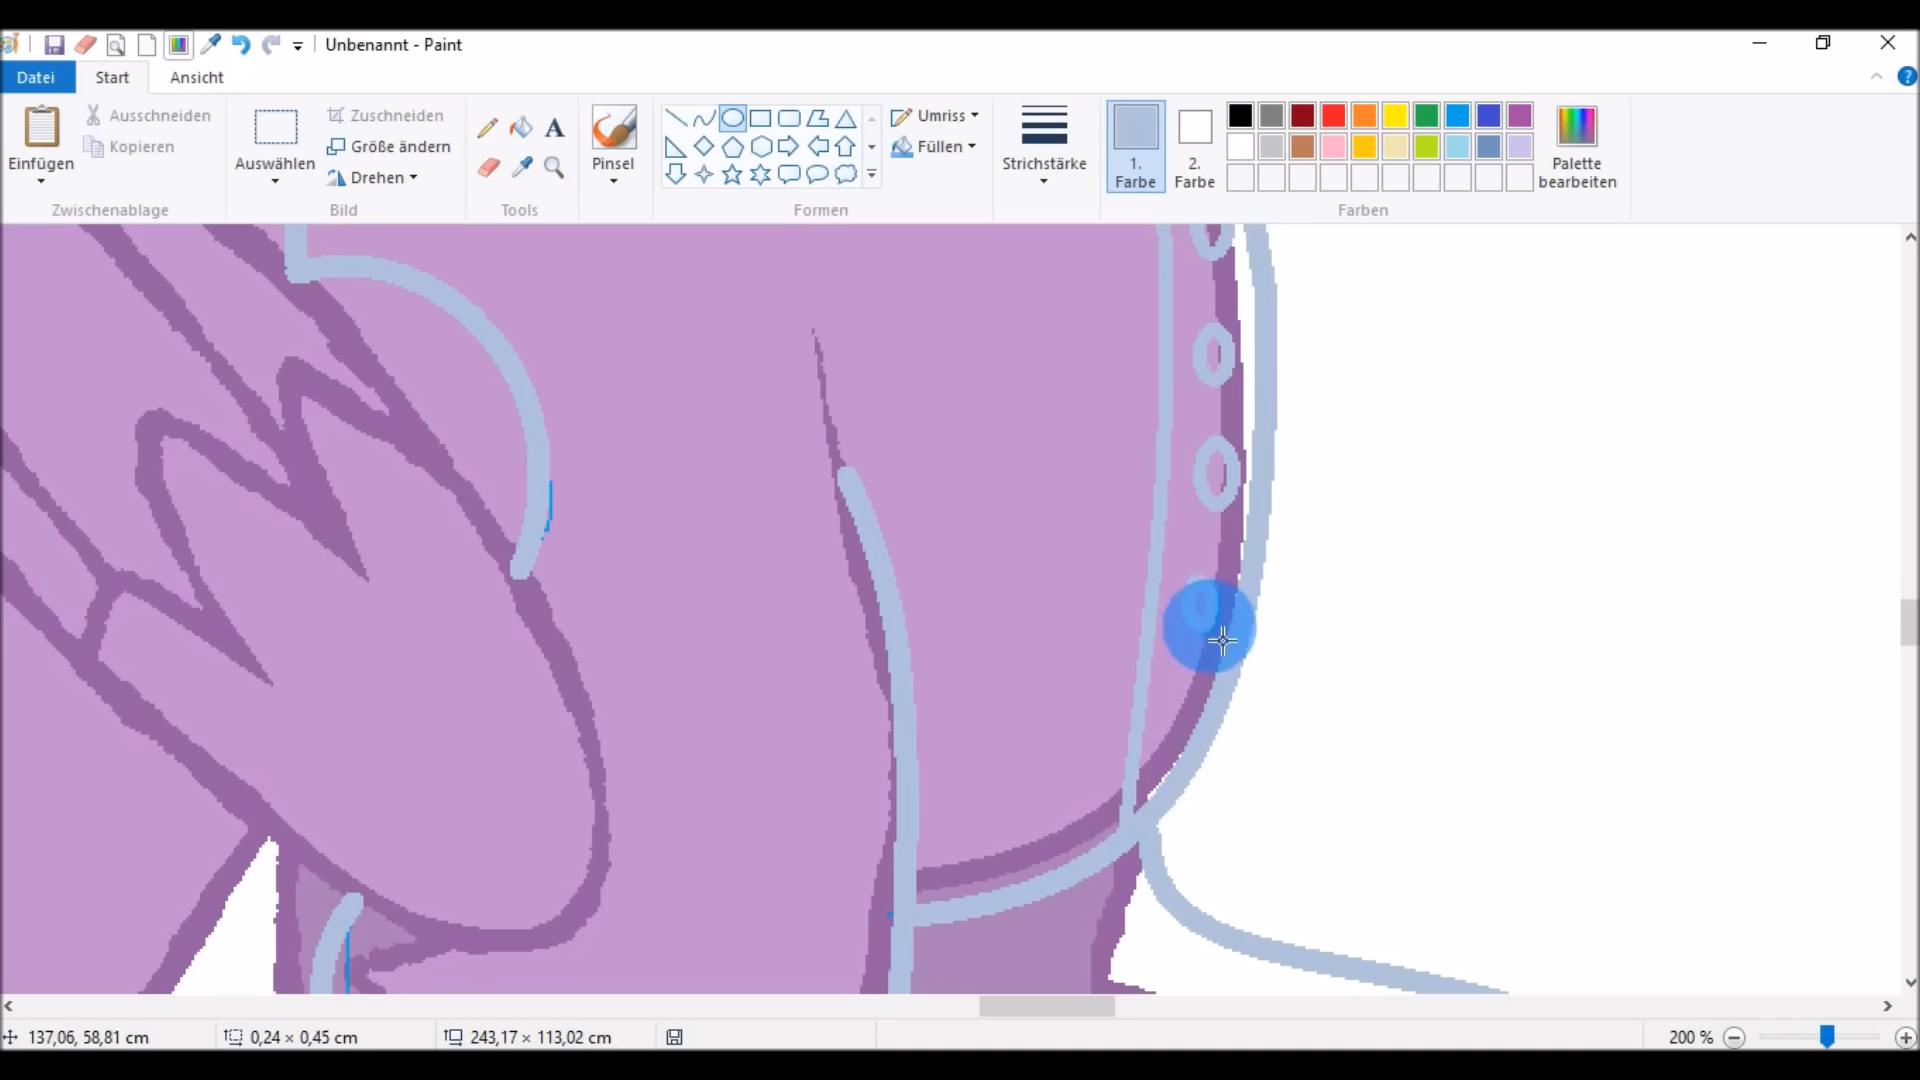 Unbenannt - Paint
Datei
Start
Ansicht
Einfügen
Ausschneiden
Kopieren
Zwischenablage
Auswählen
Zuschneiden
Größe ändern
Drehen
Bild
A
Tools
Pinsel
Formen
Umriss
Füllen
Strichstärke
1.
Farbe
2.
Farbe
Palette
bearbeiten
Farben
137,06, 58,81 cm
0,24 × 0,45 cm
243,17 × 113,02 cm
200 %